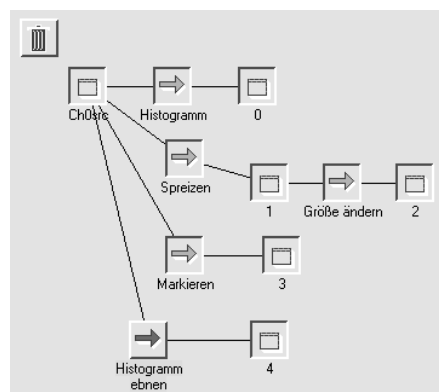 Ch0src Histogramm 0
Spreizen
1 Größe ändern 2
Markieren 3
Histogramm 4
ebnen